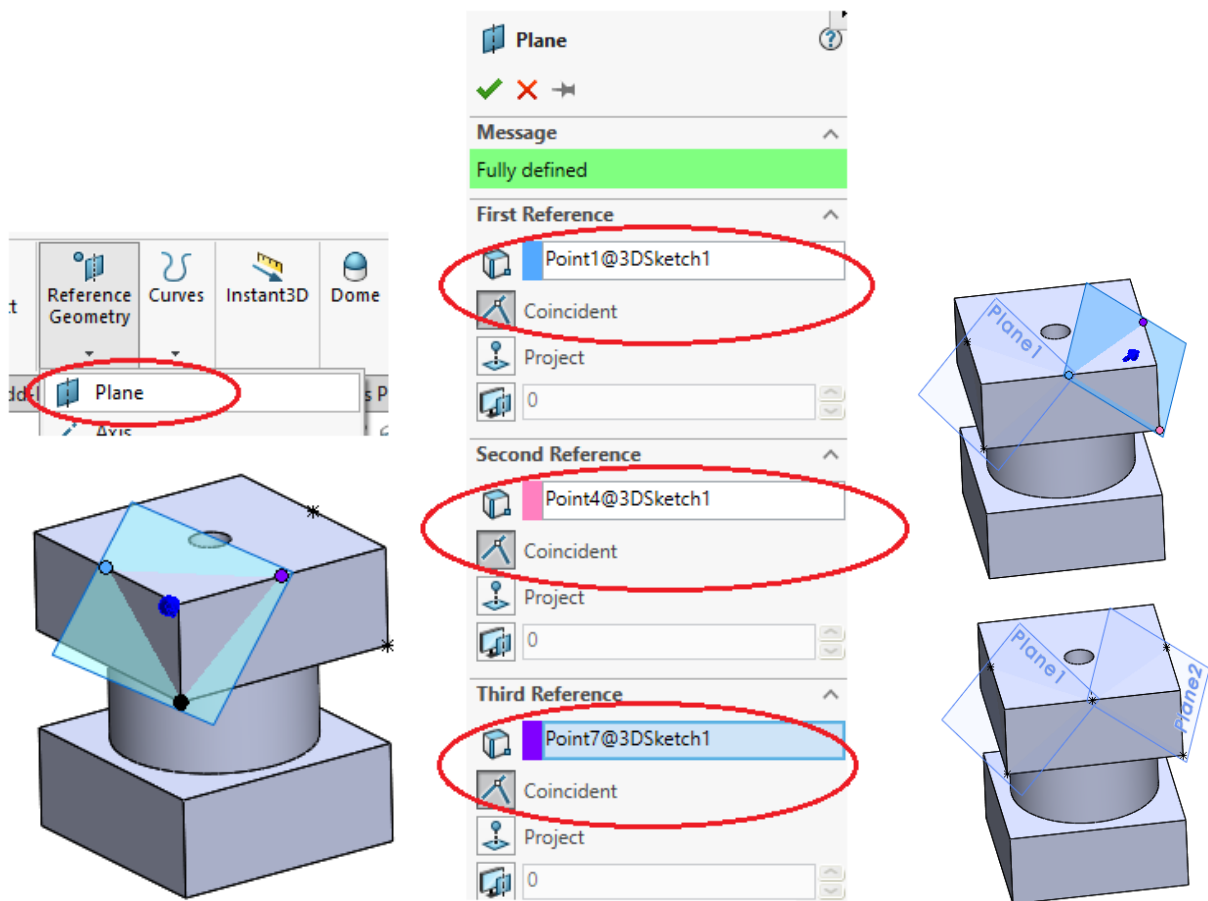 Plane
Message
Fully defined
First Reference
Point1@3DSketch1
Coincident
Project
0
Second Reference
Point4@3DSketch1
Coincident
Project
0
Third Reference
Point7@3DSketch1
Coincident
Project
0
Reference
Geometry
Curves
Instant3D
Dome
Plane
Axis
Plane1
Plane1
Plane2